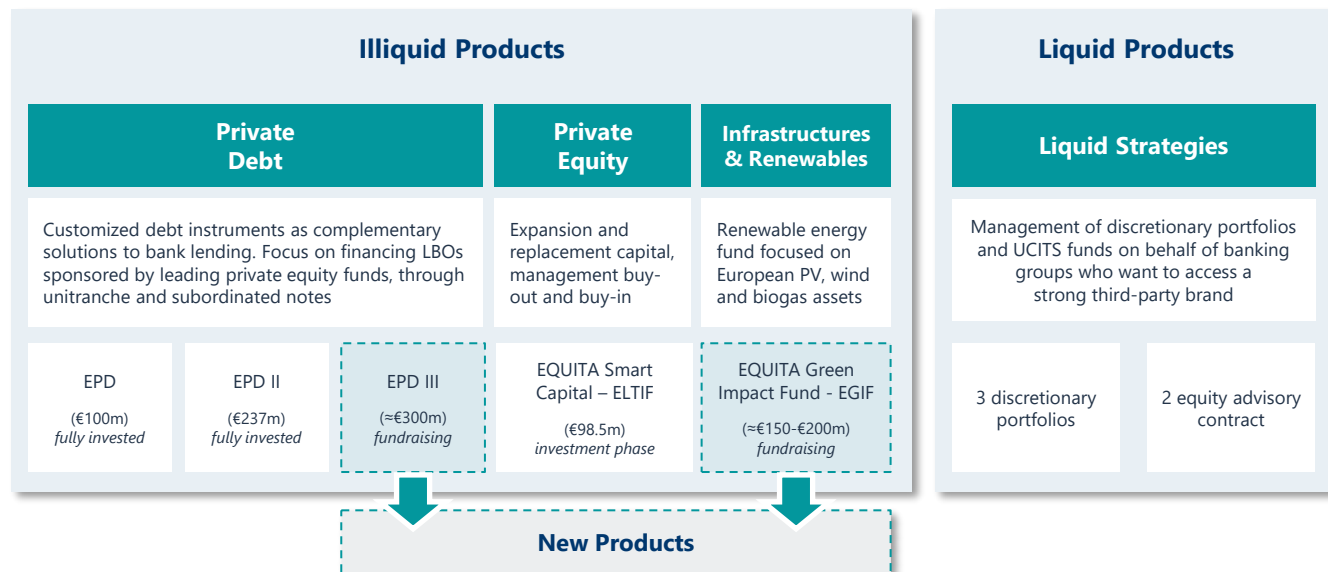 Illiquid Products
Private
Debt
Private
Equity
Infrastructures
& Renewables
Customized debt instruments as complementary
solutions to bank lending. Focus on financing LBOs
sponsored by leading private equity funds, through
unitranche and subordinated notes
Expansion and
replacement capital,
management buy-
out and buy-in
Renewable energy
fund focused on
European PV, wind
and biogas assets
EPD
(€100m)
fully invested
EPD II
(€237m)
fully invested
EPD III
(≈€300m)
fundraising
EQUITA Smart
Capital – ELTIF
(€98.5m)
investment phase
EQUITA Green
Impact Fund - EGIF
(≈€150-€200m)
fundraising
New Products
Liquid Products
Liquid Strategies
Management of discretionary portfolios
and UCITS funds on behalf of banking
groups who want to access a
strong third-party brand
3 discretionary
portfolios
2 equity advisory
contract